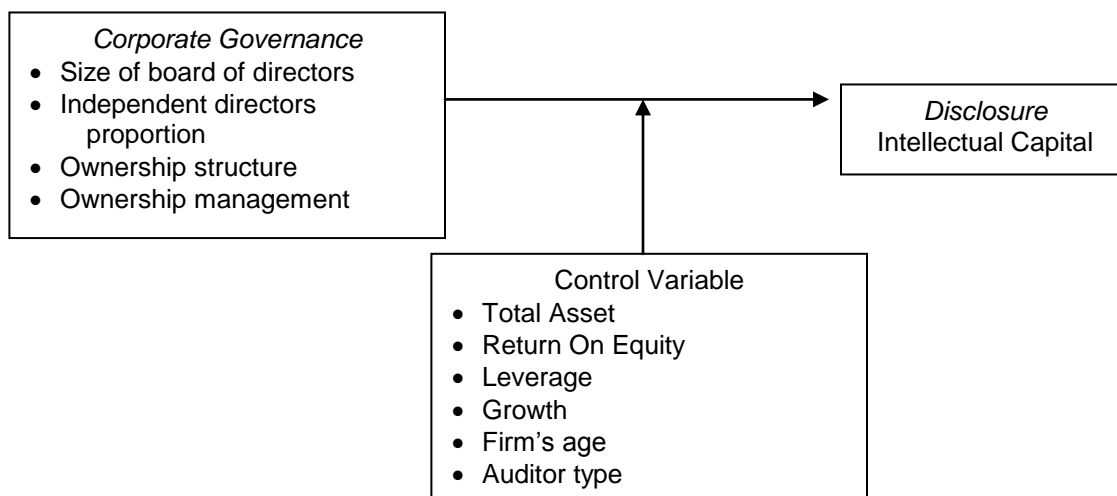 Corporate Governance
• Size of board of directors
• Independent directors
proportion
• Ownership structure
• Ownership management
Disclosure
Intellectual Capital
Control Variable
• Total Asset
• Return On Equity
• Leverage
• Growth
• Firm's age
• Auditor type